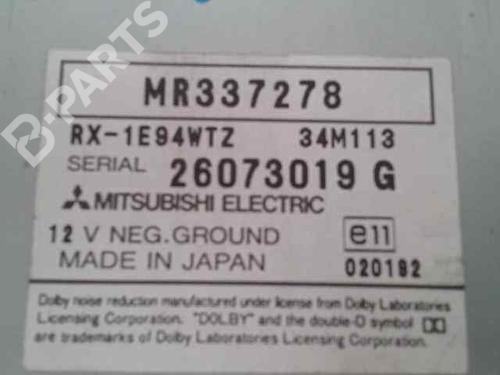 B-PARTS
MR337278
RX-1E94WTZ 34M113
SERIAL 26073019 G
MITSUBISHI ELECTRIC
12 V NEG.GROUND e11
MADE IN JAPAN 020192
Dolby noise reduction manufactured under license from Dolby Laboratories
Licensing Corporation. "DOLBY" and the double-D symbol
are trademarks of Dolby Laboratories Licensing Corporation.